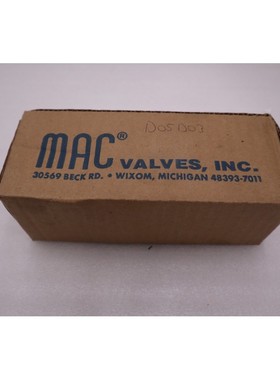 MAC® VALVES, INC.
30569 BECK RD. • WIXOM, MICHIGAN 48393-7011